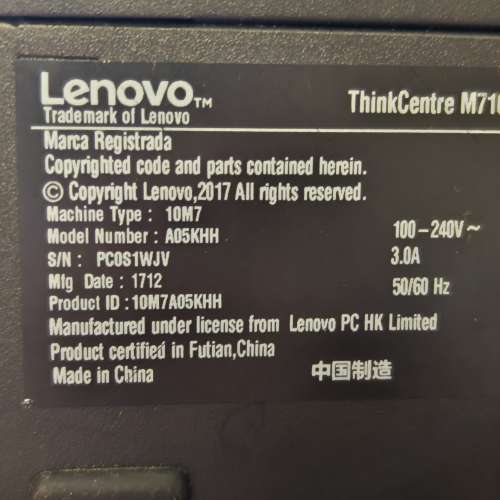 Lenovo™
Trademark of Lenovo
ThinkCentre M710
Marca Registrada
Copyrighted code and parts contained herein.
© Copyright Lenovo,2017 All rights reserved.
Machine Type : 10M7
Model Number : A05KHH
100-240V~
S/N : PC0S1WJV
3.0A
Mfg Date : 1712
50/60 Hz
Product ID : 10M7A05KHH
Manufactured under license from Lenovo PC HK Limited
Product certified in Futian,China
Made in China
中国制造